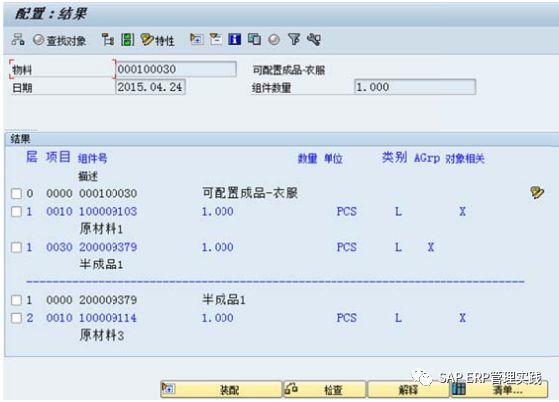 配置:结果
查找对象 特性
物料 000100030 可配置成品-衣服
日期 2015.04.24 组件数量 1.000
结果
层 项目 组件号 数量 单位 类别 AGrp 对象相关
描述
0 0000 000100030 可配置成品-衣服
1 0010 100009103 1.000 PCS L X
原材料1
1 0030 200009379 1.000 PCS L X
半成品1
1 0000 200009379 半成品1
2 0010 100009114 1.000 PCS L X
原材料3
装配 检查 解释 清单...
SAP ERP管理实践